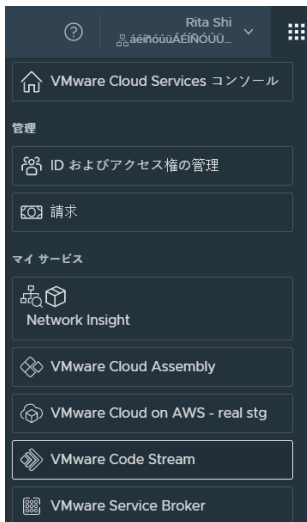 Rita Shi
áéíñóúüÁÉÍÑÓÚÜ...
VMware Cloud Services コンソール
管理
ID およびアクセス権の管理
請求
マイ サービス
Network Insight
VMware Cloud Assembly
VMware Cloud on AWS - real stg
VMware Code Stream
VMware Service Broker